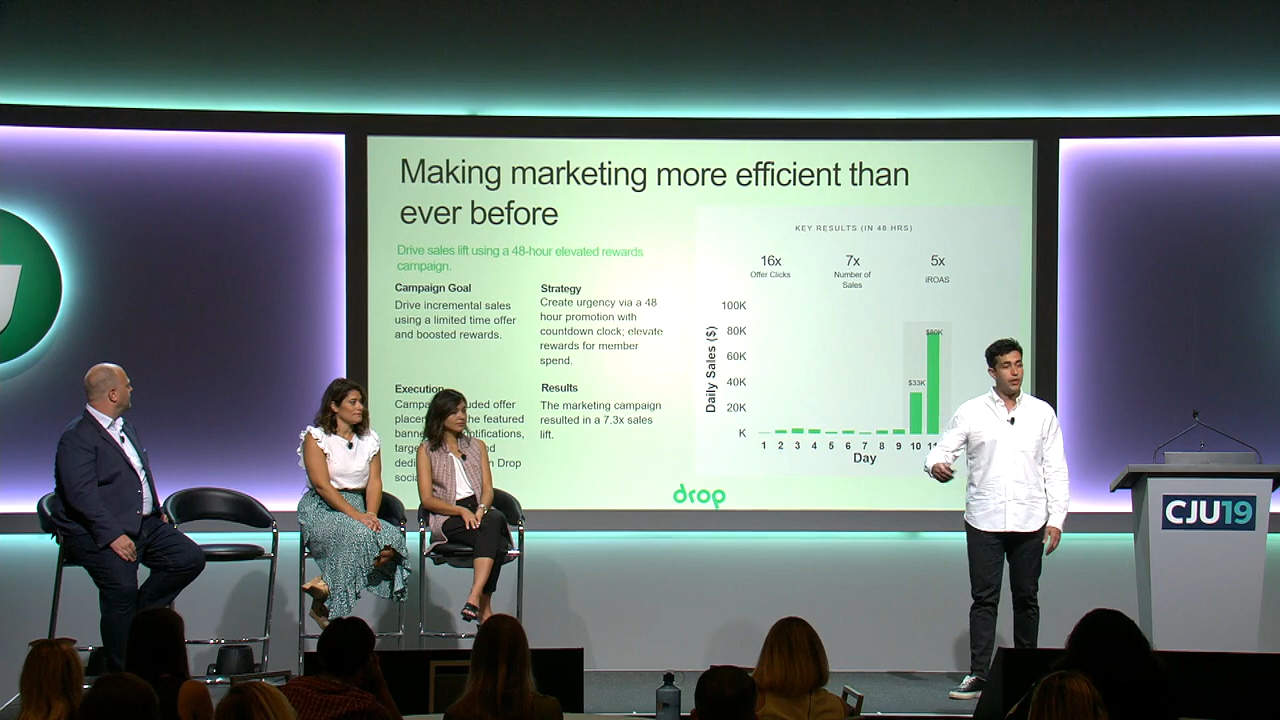 Making marketing more efficient than
ever before
Drive sales lift using a 48-hour elevated rewards
campaign.
Campaign Goal
Drive incremental sales
using a limited time offer
and boosted rewards.
Strategy
Create urgency via a 48
hour promotion with
countdown clock; elevate
rewards for member
spend.
Execution
offer
featured
Drop
Results
The marketing campaign
resulted in a 7.3x sales
lift.
KEY RESULTS (IN 48 HRS)
16x
Offer Clicks
7x
Number of
Sales
5x
iROAS
Daily Sales ($)
100K
80K
60K
40K
20K
K
$33K
$80K
1 2 3 4 5 6 7 8 9 10 11
Day
drop
CJU19